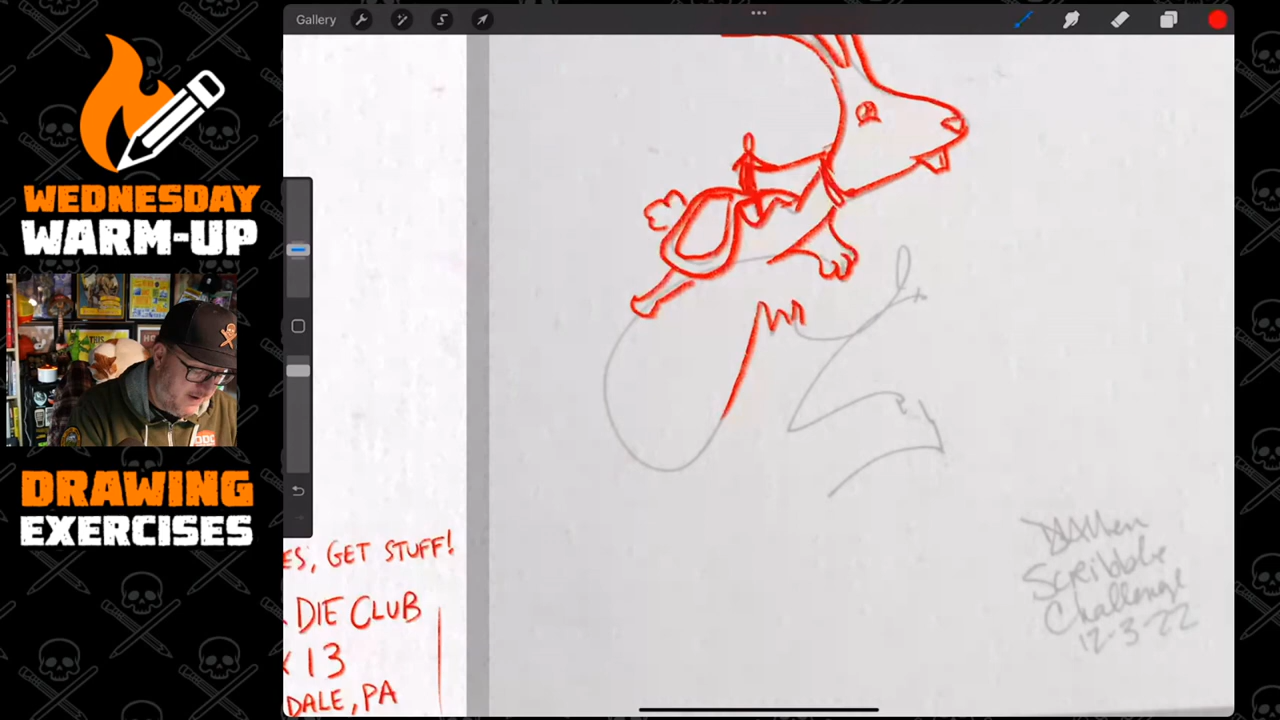 Gallery
WEDNESDAY
WARM-UP
DRAWING
EXERCISES
ES, GET STUFF!
DIE CLUB
13
DALE, PA
Scribble
Challenge
12-3-22